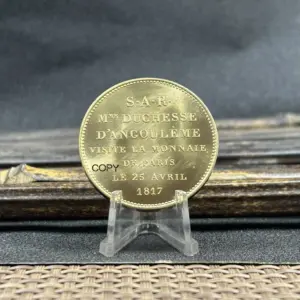 S·A·R·
MME DUCHESSE
D'ANGOULÊME
VISITE LA MONNAIE
DE PARIS
COPY
LE 25 AVRIL
1817